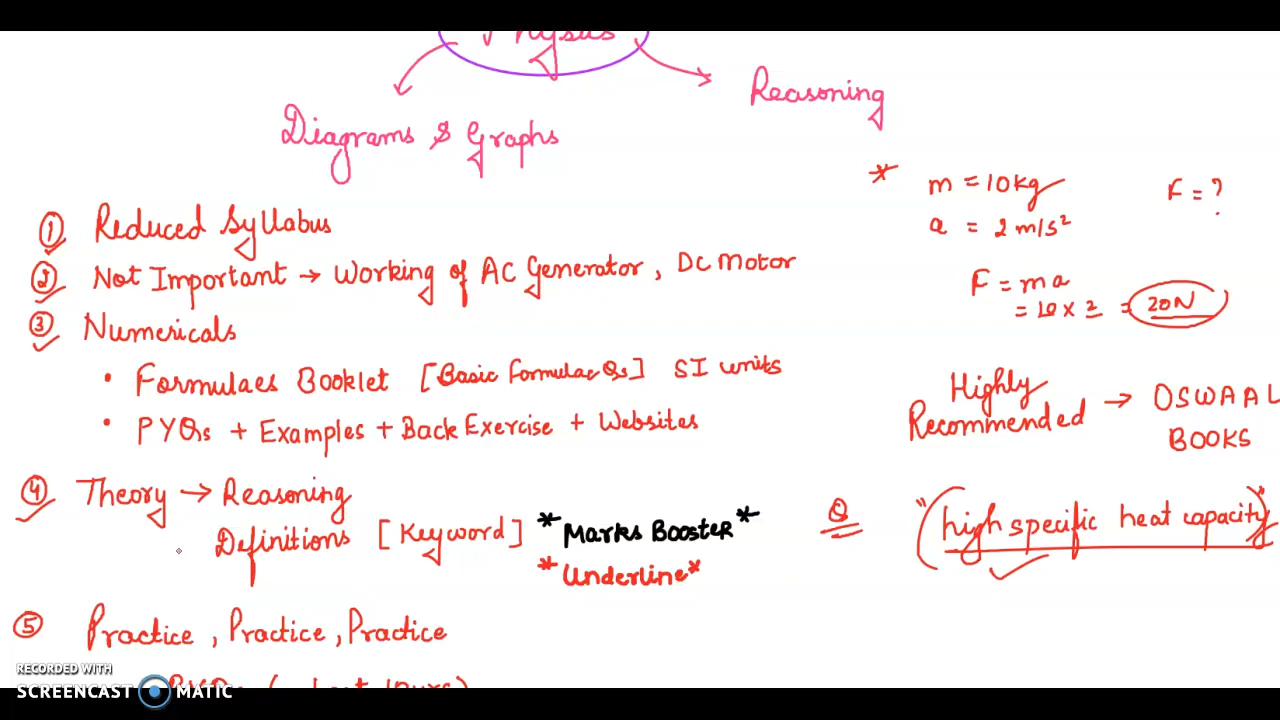 Physics
Diagrams & Graphs
Reasoning
① Reduced Syllabus
② Not Important → Working of AC Generator, DC Motor
③ Numericals
• Formulaes Booklet [Basic Formulae Qs] SI units
• PYQs + Examples + Back Exercise + Websites
④ Theory → Reasoning
Definitions [Keyword] *Marks Booster*
*Underline*
⑤ Practice, Practice, Practice
* m = 10kg F = ?
a = 2 m/s²
F = ma
= 10 × 2 = 20N
Highly Recommended → OSWAAL BOOKS
Q "(high specific heat capacity)"
RECORDED WITH
SCREENCAST MATIC